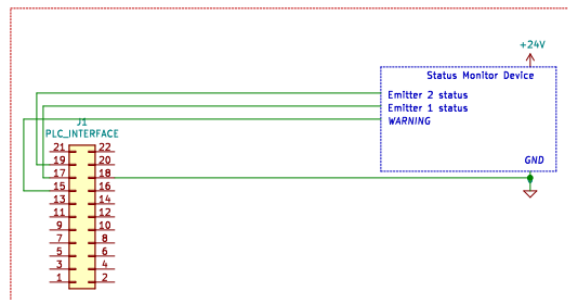 +24V
Status Monitor Device
Emitter 2 status
Emitter 1 status
WARNING
J1
PLC_INTERFACE
GND
21 22
19 20
17 18
15 16
13 14
11 12
9 10
7 8
5 6
3 4
1 2